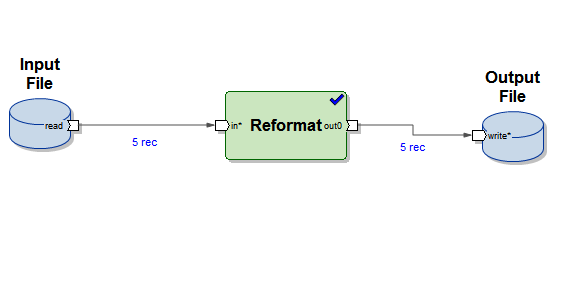 Input
File
read
5 rec
in*
Reformat
out0
5 rec
Output
File
write*